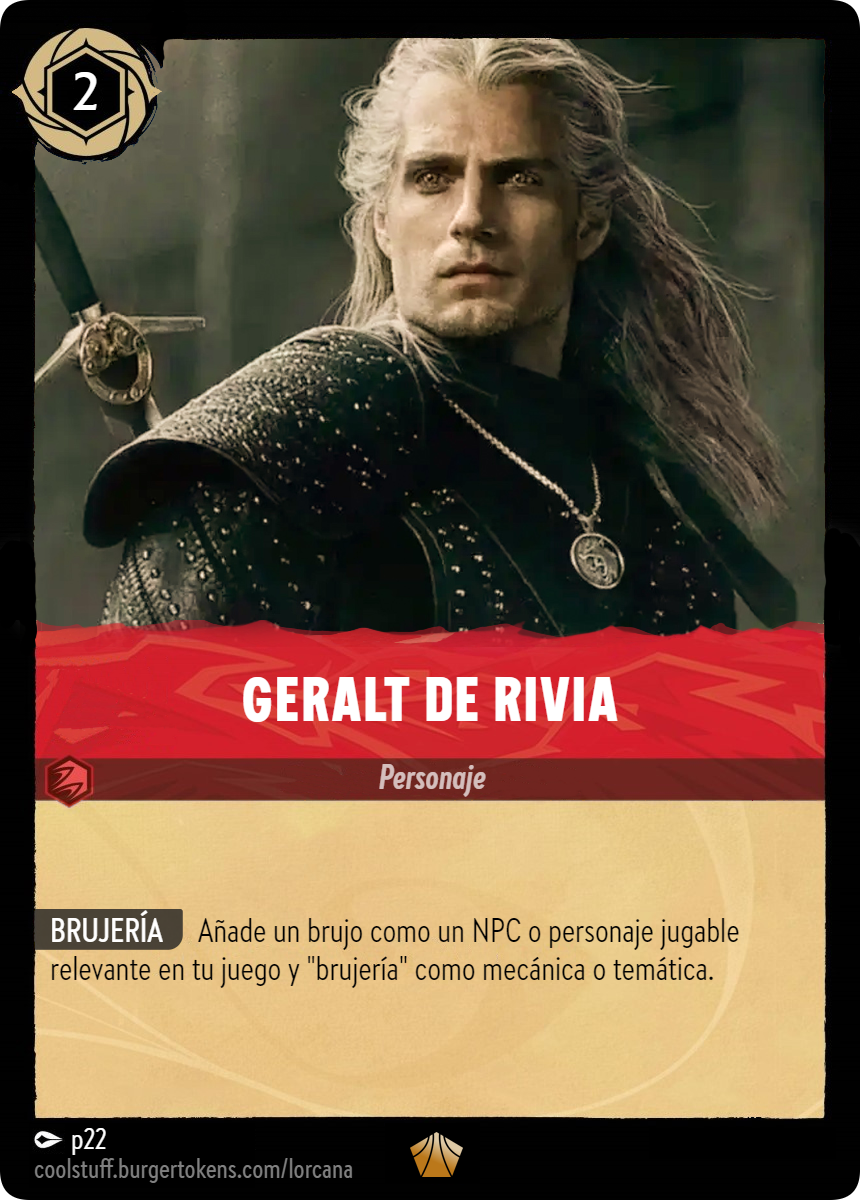 2
GERALT DE RIVIA
Personaje
BRUJERÍA Añade un brujo como un NPC o personaje jugable
relevante en tu juego y "brujería" como mecánica o temática.
p22
coolstuff.burgertokens.com/lorcana